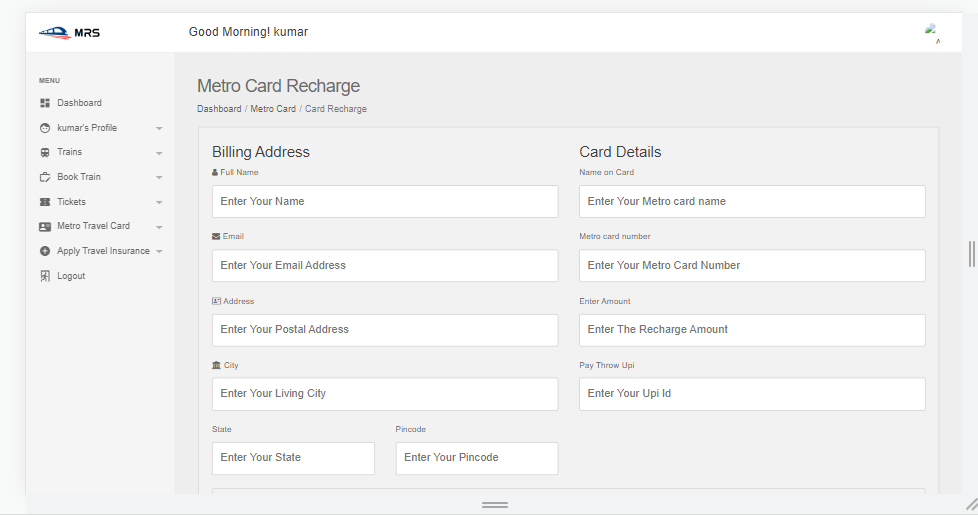 MRS
Good Morning! kumar
MENU
Dashboard
kumar's Profile
Trains
Book Train
Tickets
Metro Travel Card
Apply Travel Insurance
Logout
Metro Card Recharge
Dashboard / Metro Card / Card Recharge
Billing Address
Full Name
Enter Your Name
Email
Enter Your Email Address
Address
Enter Your Postal Address
City
Enter Your Living City
State
Enter Your State
Pincode
Enter Your Pincode
Card Details
Name on Card
Enter Your Metro card name
Metro card number
Enter Your Metro Card Number
Enter Amount
Enter The Recharge Amount
Pay Throw Upi
Enter Your Upi Id